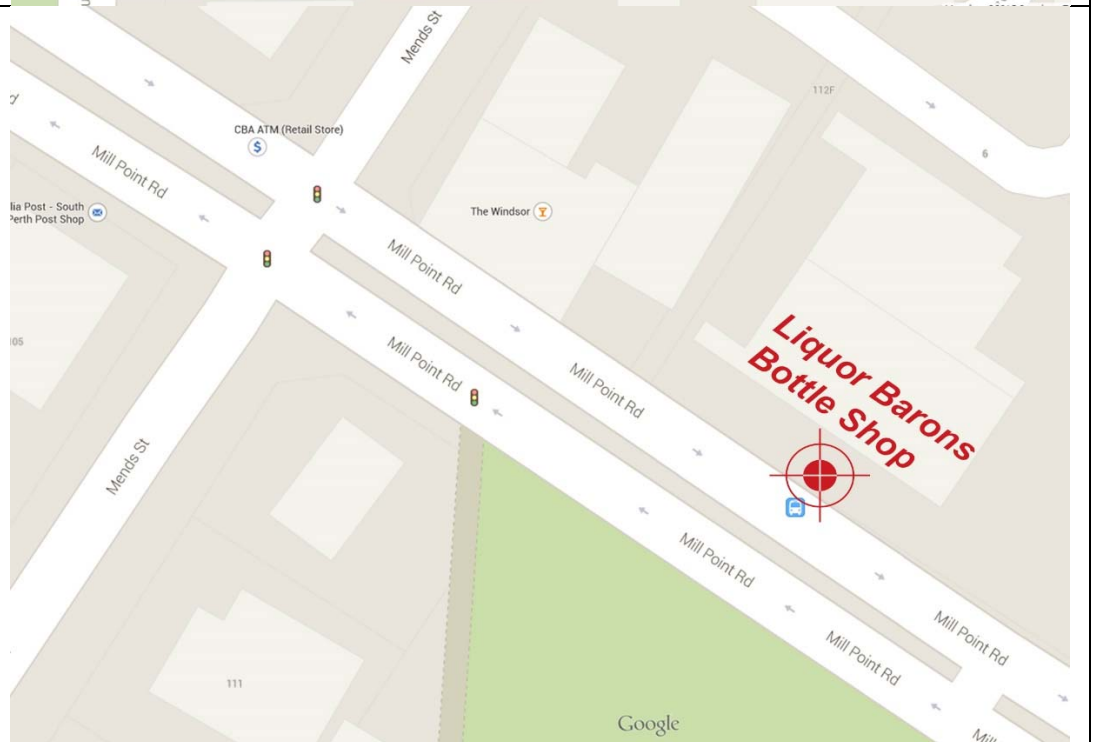 Mends St
112F
CBA ATM (Retail Store)
$
6
Mill Point Rd
lia Post - South
Perth Post Shop
The Windsor
Mill Point Rd
05
Mill Point Rd
Mill Point Rd
Liquor Barons
Bottle Shop
Mends St
Mill Point Rd
Mill Point Rd
Mill Point Rd
111
Google
Mill